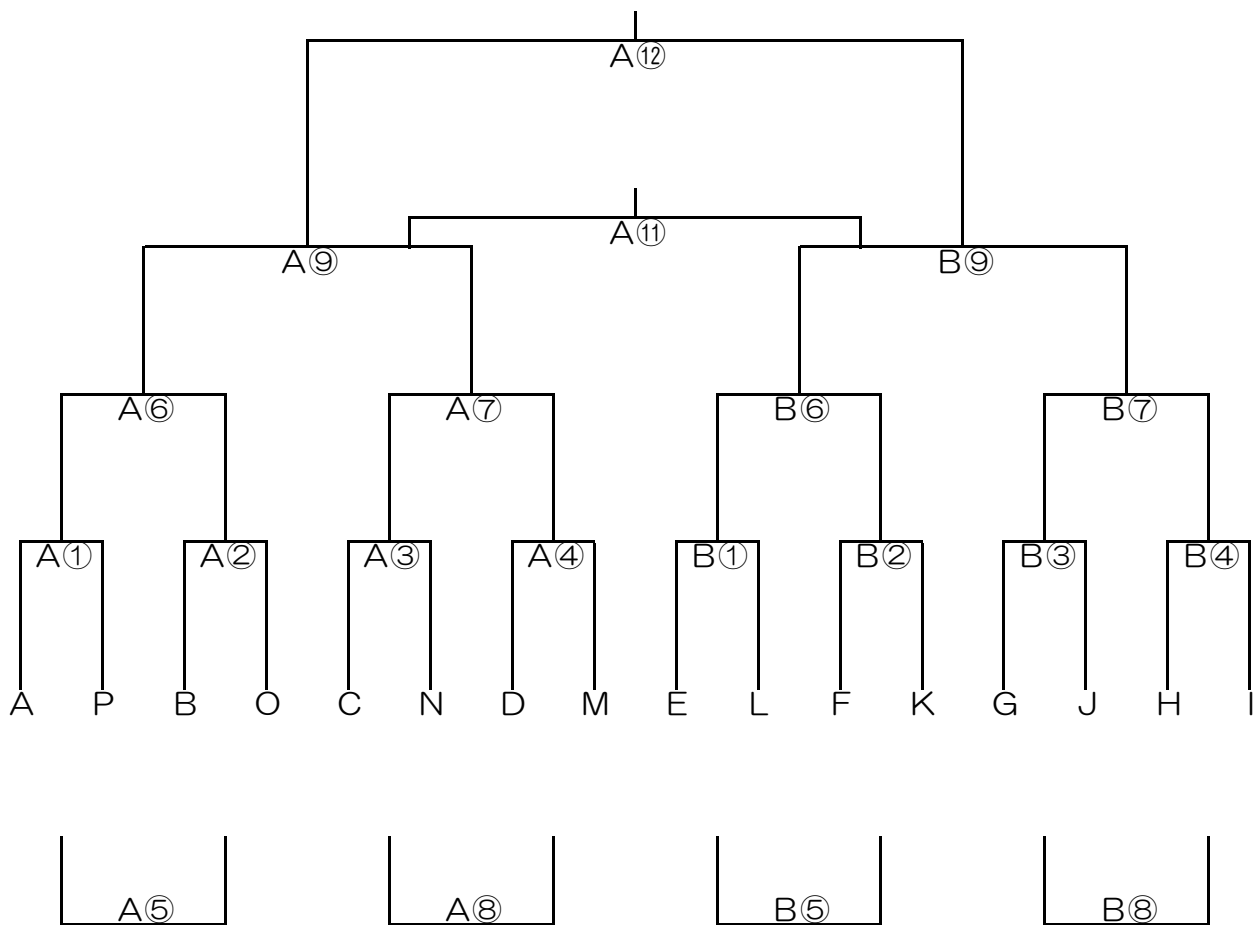 A⑫
A⑪
A⑨ B⑨
A⑥ A⑦ B⑥ B⑦
A① A② A③ A④ B① B② B③ B④
A P B O C N D M E L F K G J H I
A⑤ A⑧ B⑤ B⑧